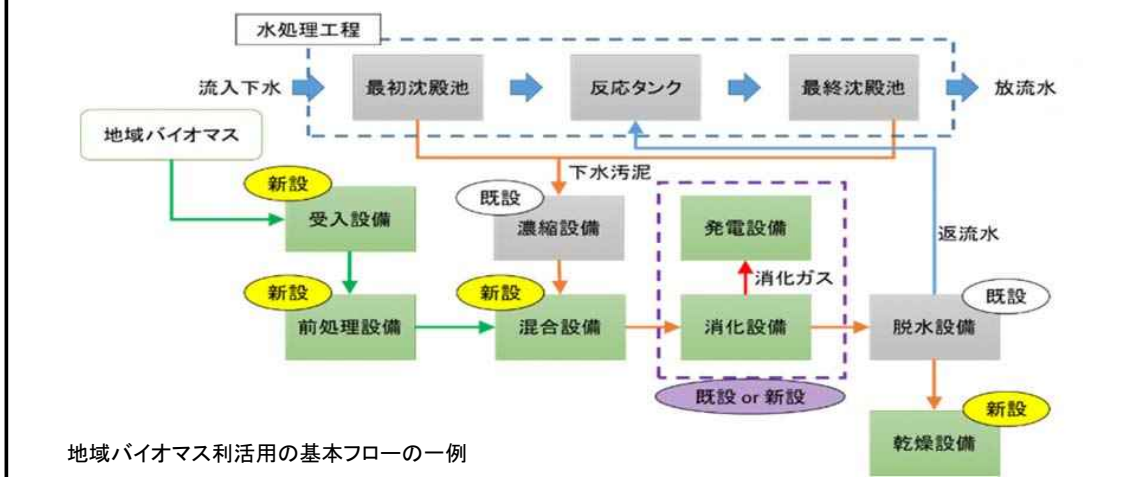 水処理工程
流入下水
最初沈殿池
反応タンク
最終沈殿池
放流水
地域バイオマス
下水汚泥
新設
受入設備
既設
濃縮設備
発電設備
返流水
消化ガス
新設
前処理設備
新設
混合設備
消化設備
既設
脱水設備
既設 or 新設
新設
乾燥設備
地域バイオマス利活用の基本フローの一例